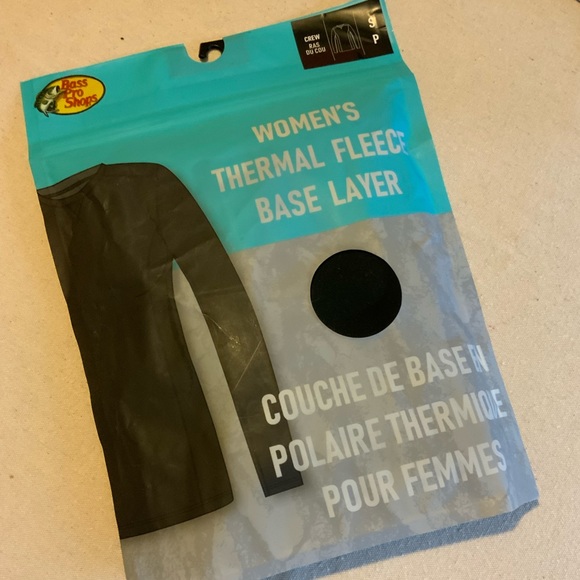 Bass
Pro
Shops
CREW
RAS
DU COU
S
P
WOMEN'S
THERMAL FLEECE
BASE LAYER
COUCHE DE BASE EN
POLAIRE THERMIQUE
POUR FEMMES